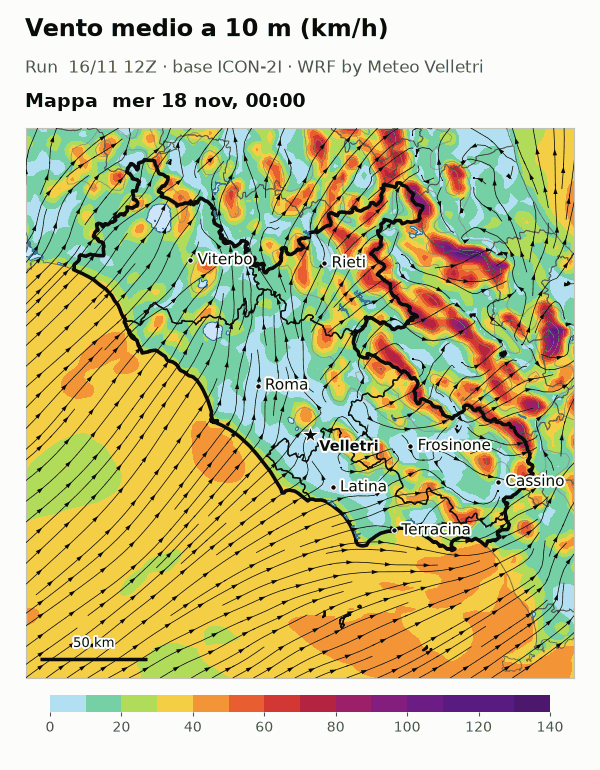 Vento medio a 10 m (km/h)
Run  16/11 12Z · base ICON-2I · WRF by Meteo Velletri
Mappa  mer 18 nov, 00:00
Viterbo
Rieti
Roma
Velletri
Frosinone
Cassino
Latina
Terracina
50 km
0 20 40 60 80 100 120 140